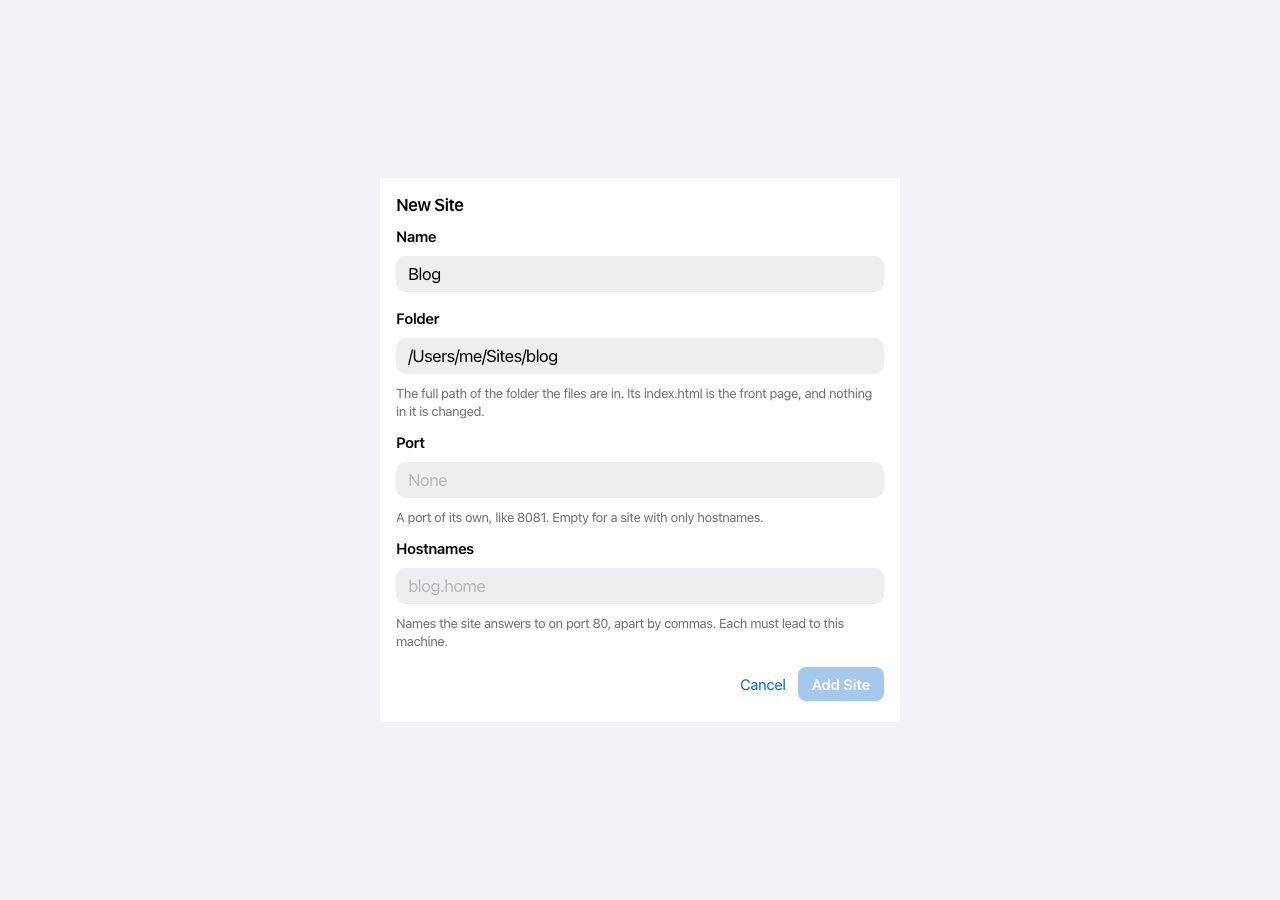 New Site
Name
Blog
Folder
/Users/me/Sites/blog
The full path of the folder the files are in. Its index.html is the front page, and nothing
in it is changed.
Port
None
A port of its own, like 8081. Empty for a site with only hostnames.
Hostnames
blog.home
Names the site answers to on port 80, apart by commas. Each must lead to this
machine.
Cancel
Add Site